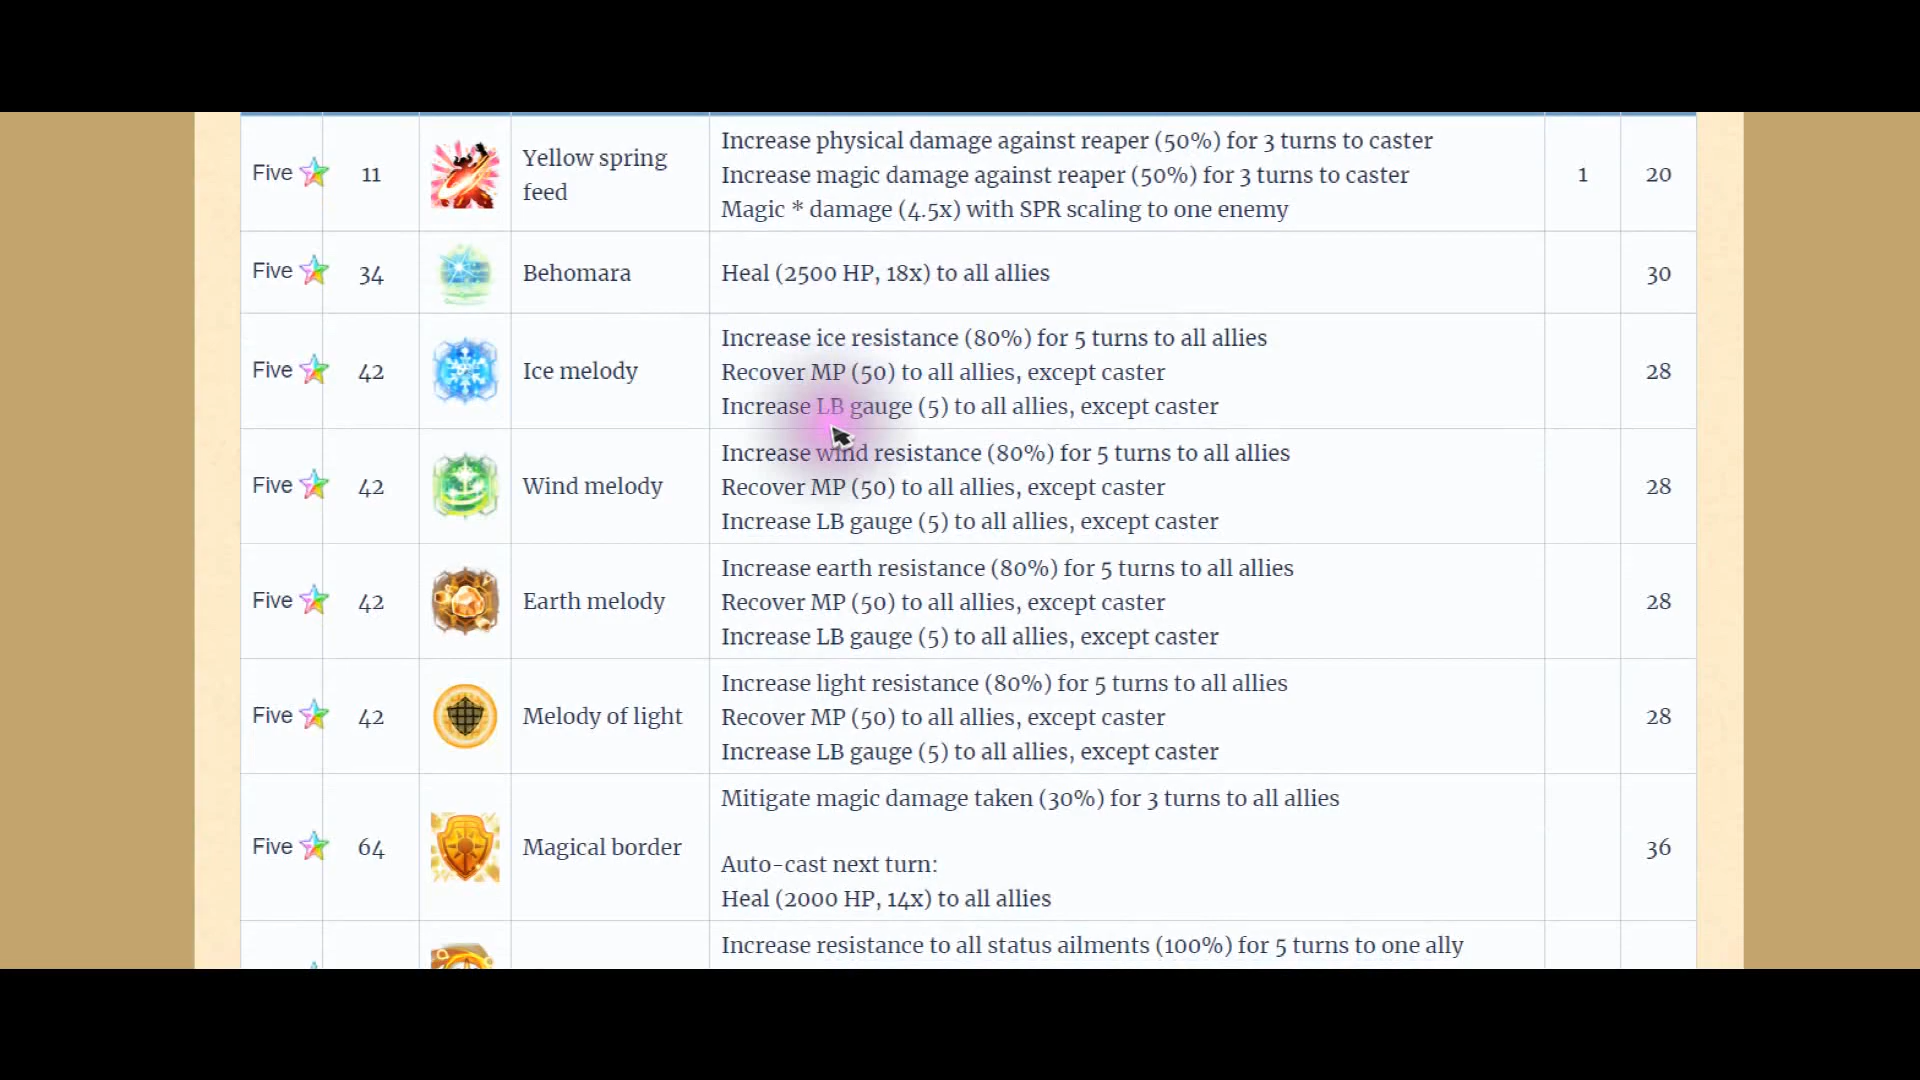 Five 11 Yellow spring feed Increase physical damage against reaper (50%) for 3 turns to caster
Increase magic damage against reaper (50%) for 3 turns to caster
Magic * damage (4.5x) with SPR scaling to one enemy 1 20
Five 34 Behomara Heal (2500 HP, 18x) to all allies 30
Five 42 Ice melody Increase ice resistance (80%) for 5 turns to all allies
Recover MP (50) to all allies, except caster
Increase LB gauge (5) to all allies, except caster 28
Five 42 Wind melody Increase wind resistance (80%) for 5 turns to all allies
Recover MP (50) to all allies, except caster
Increase LB gauge (5) to all allies, except caster 28
Five 42 Earth melody Increase earth resistance (80%) for 5 turns to all allies
Recover MP (50) to all allies, except caster
Increase LB gauge (5) to all allies, except caster 28
Five 42 Melody of light Increase light resistance (80%) for 5 turns to all allies
Recover MP (50) to all allies, except caster
Increase LB gauge (5) to all allies, except caster 28
Five 64 Magical border Mitigate magic damage taken (30%) for 3 turns to all allies
Auto-cast next turn:
Heal (2000 HP, 14x) to all allies 36
Increase resistance to all status ailments (100%) for 5 turns to one ally